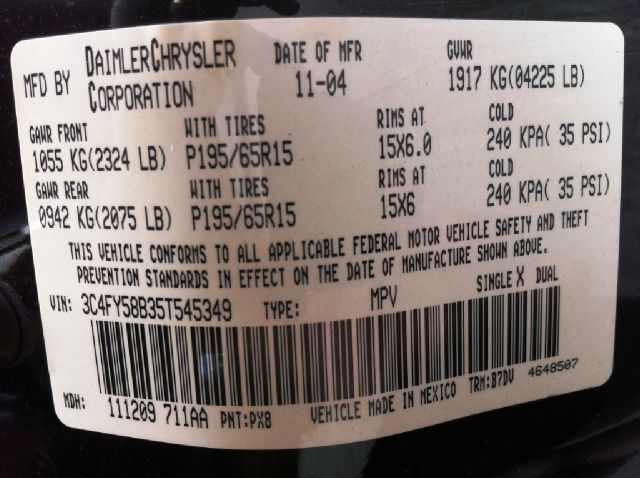 MFD BY DAIMLERCHRYSLER CORPORATION DATE OF MFR 11-04 GVWR 1917 KG(04225 LB)
GAWR FRONT WITH TIRES RIMS AT COLD
1055 KG(2324 LB) P195/65R15 15X6.0 240 KPA( 35 PSI)
GAWR REAR WITH TIRES RIMS AT COLD
0942 KG(2075 LB) P195/65R15 15X6 240 KPA( 35 PSI)
THIS VEHICLE CONFORMS TO ALL APPLICABLE FEDERAL MOTOR VEHICLE SAFETY AND THEFT
PREVENTION STANDARDS IN EFFECT ON THE DATE OF MANUFACTURE SHOWN ABOVE.
VIN: 3C4FY58B35T545349 TYPE: MPV SINGLE X DUAL
MDH: 111209 711AA PNT:PX8 VEHICLE MADE IN MEXICO TRM:B7DV 4648507